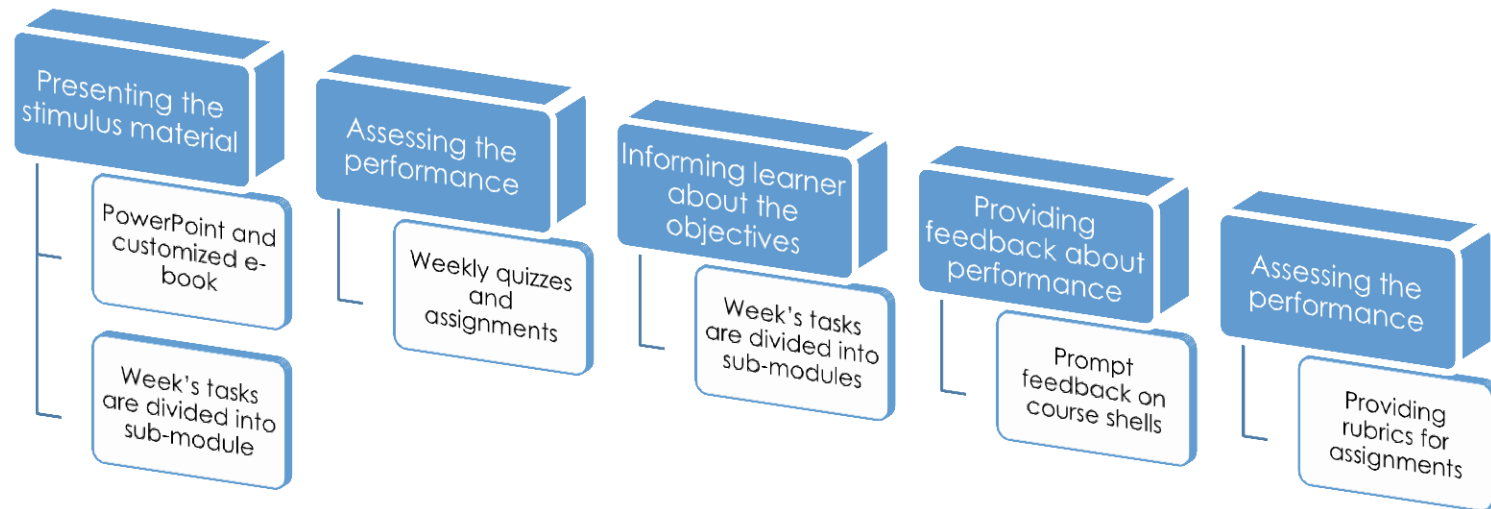 Presenting the
stimulus material
PowerPoint and
customized e-
book
Week's tasks
are divided into
sub-module
Assessing the
performance
Weekly quizzes
and
assignments
Informing learner
about the
objectives
Week's tasks
are divided into
sub-modules
Providing
feedback about
performance
Prompt
feedback on
course shells
Assessing the
performance
Providing
rubrics for
assignments